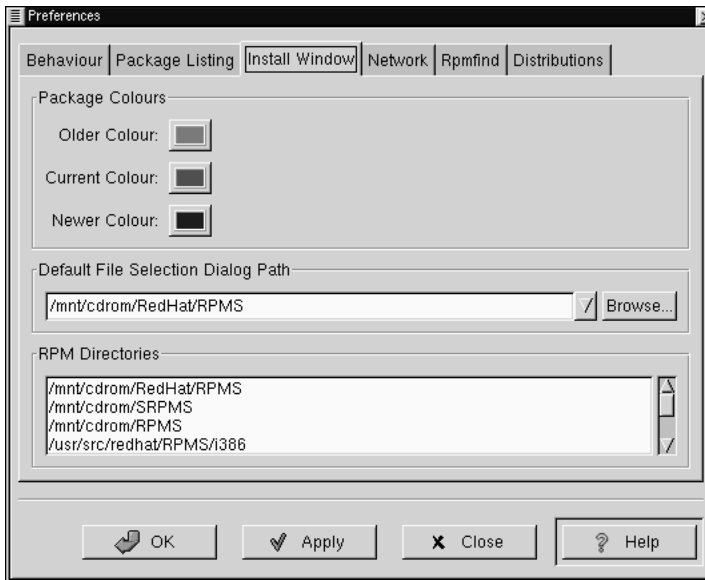 Preferences
Behaviour Package Listing Install Window Network Rpmfind Distributions
Package Colours
Older Colour:
Current Colour:
Newer Colour:
Default File Selection Dialog Path
/mnt/cdrom/RedHat/RPMS Browse...
RPM Directories
/mnt/cdrom/RedHat/RPMS
/mnt/cdrom/SRPMS
/mnt/cdrom/RPMS
/usr/src/redhat/RPMS/i386
OK Apply Close Help